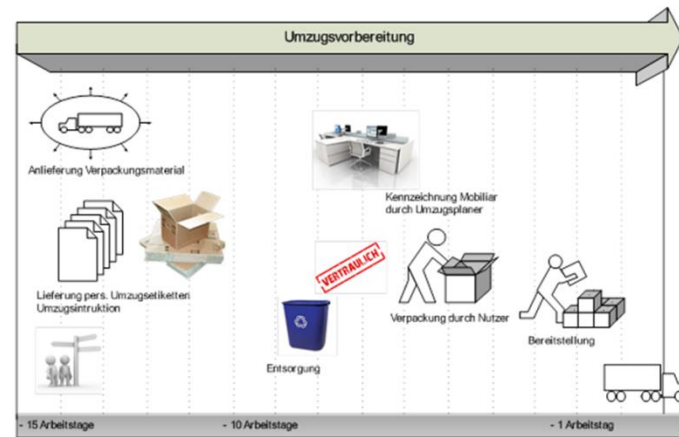 Umzugsvorbereitung
Anlieferung Verpackungsmaterial
Kennzeichnung Mobiliar
durch Umzugsplaner
VERTRAULICH
Lieferung pers. Umzugsetiketten
Umzugsintruktion
Verpackung durch Nutzer
Bereitstellung
Entsorgung
- 15 Arbeitstage
- 10 Arbeitstage
- 1 Arbeitstag